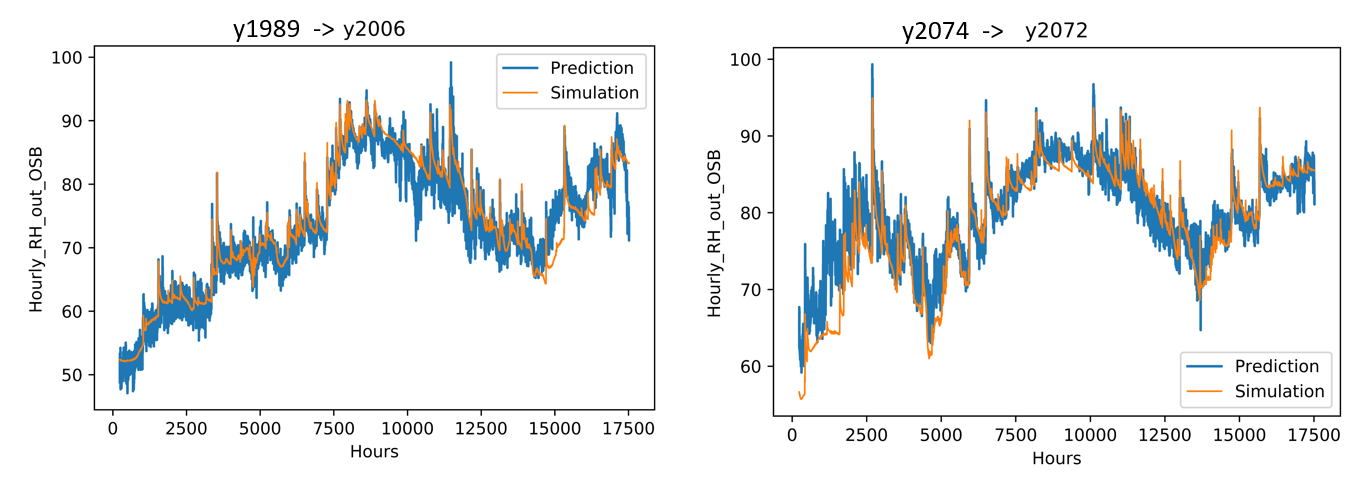 y1989 -> y2006
100
90
80
70
60
50
Hourly_RH_out_OSB
Prediction
Simulation
0 2500 5000 7500 10000 12500 15000 17500
Hours
y2074 -> y2072
100
90
80
70
60
Hourly_RH_out_OSB
Prediction
Simulation
0 2500 5000 7500 10000 12500 15000 17500
Hours